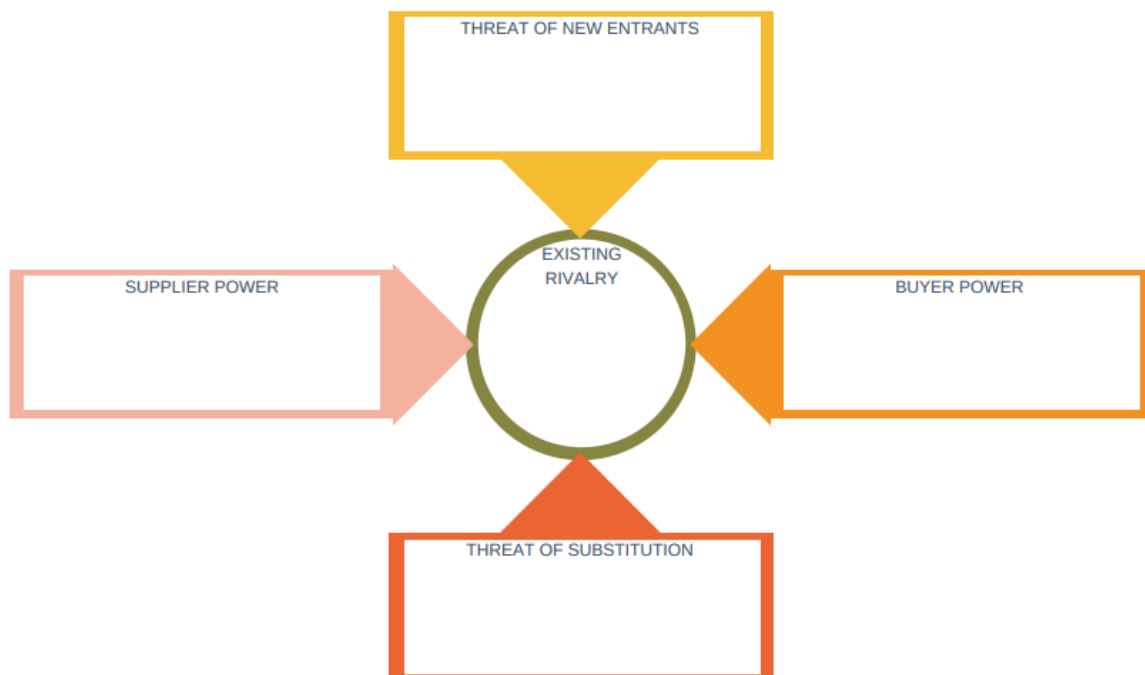 THREAT OF NEW ENTRANTS
EXISTING
RIVALRY
SUPPLIER POWER
BUYER POWER
THREAT OF SUBSTITUTION